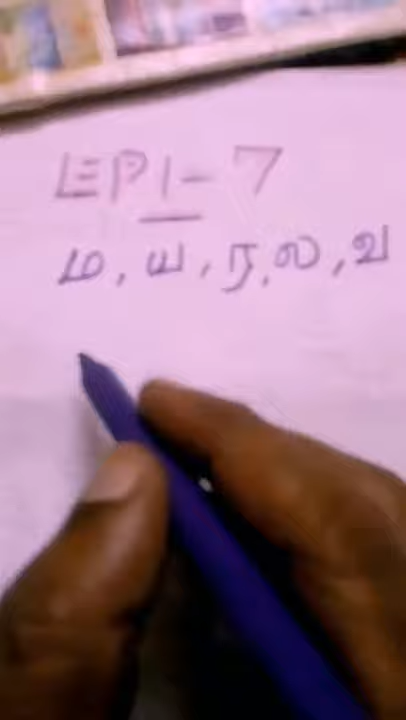 EPI-7
ம, ய, ர, ல, வ